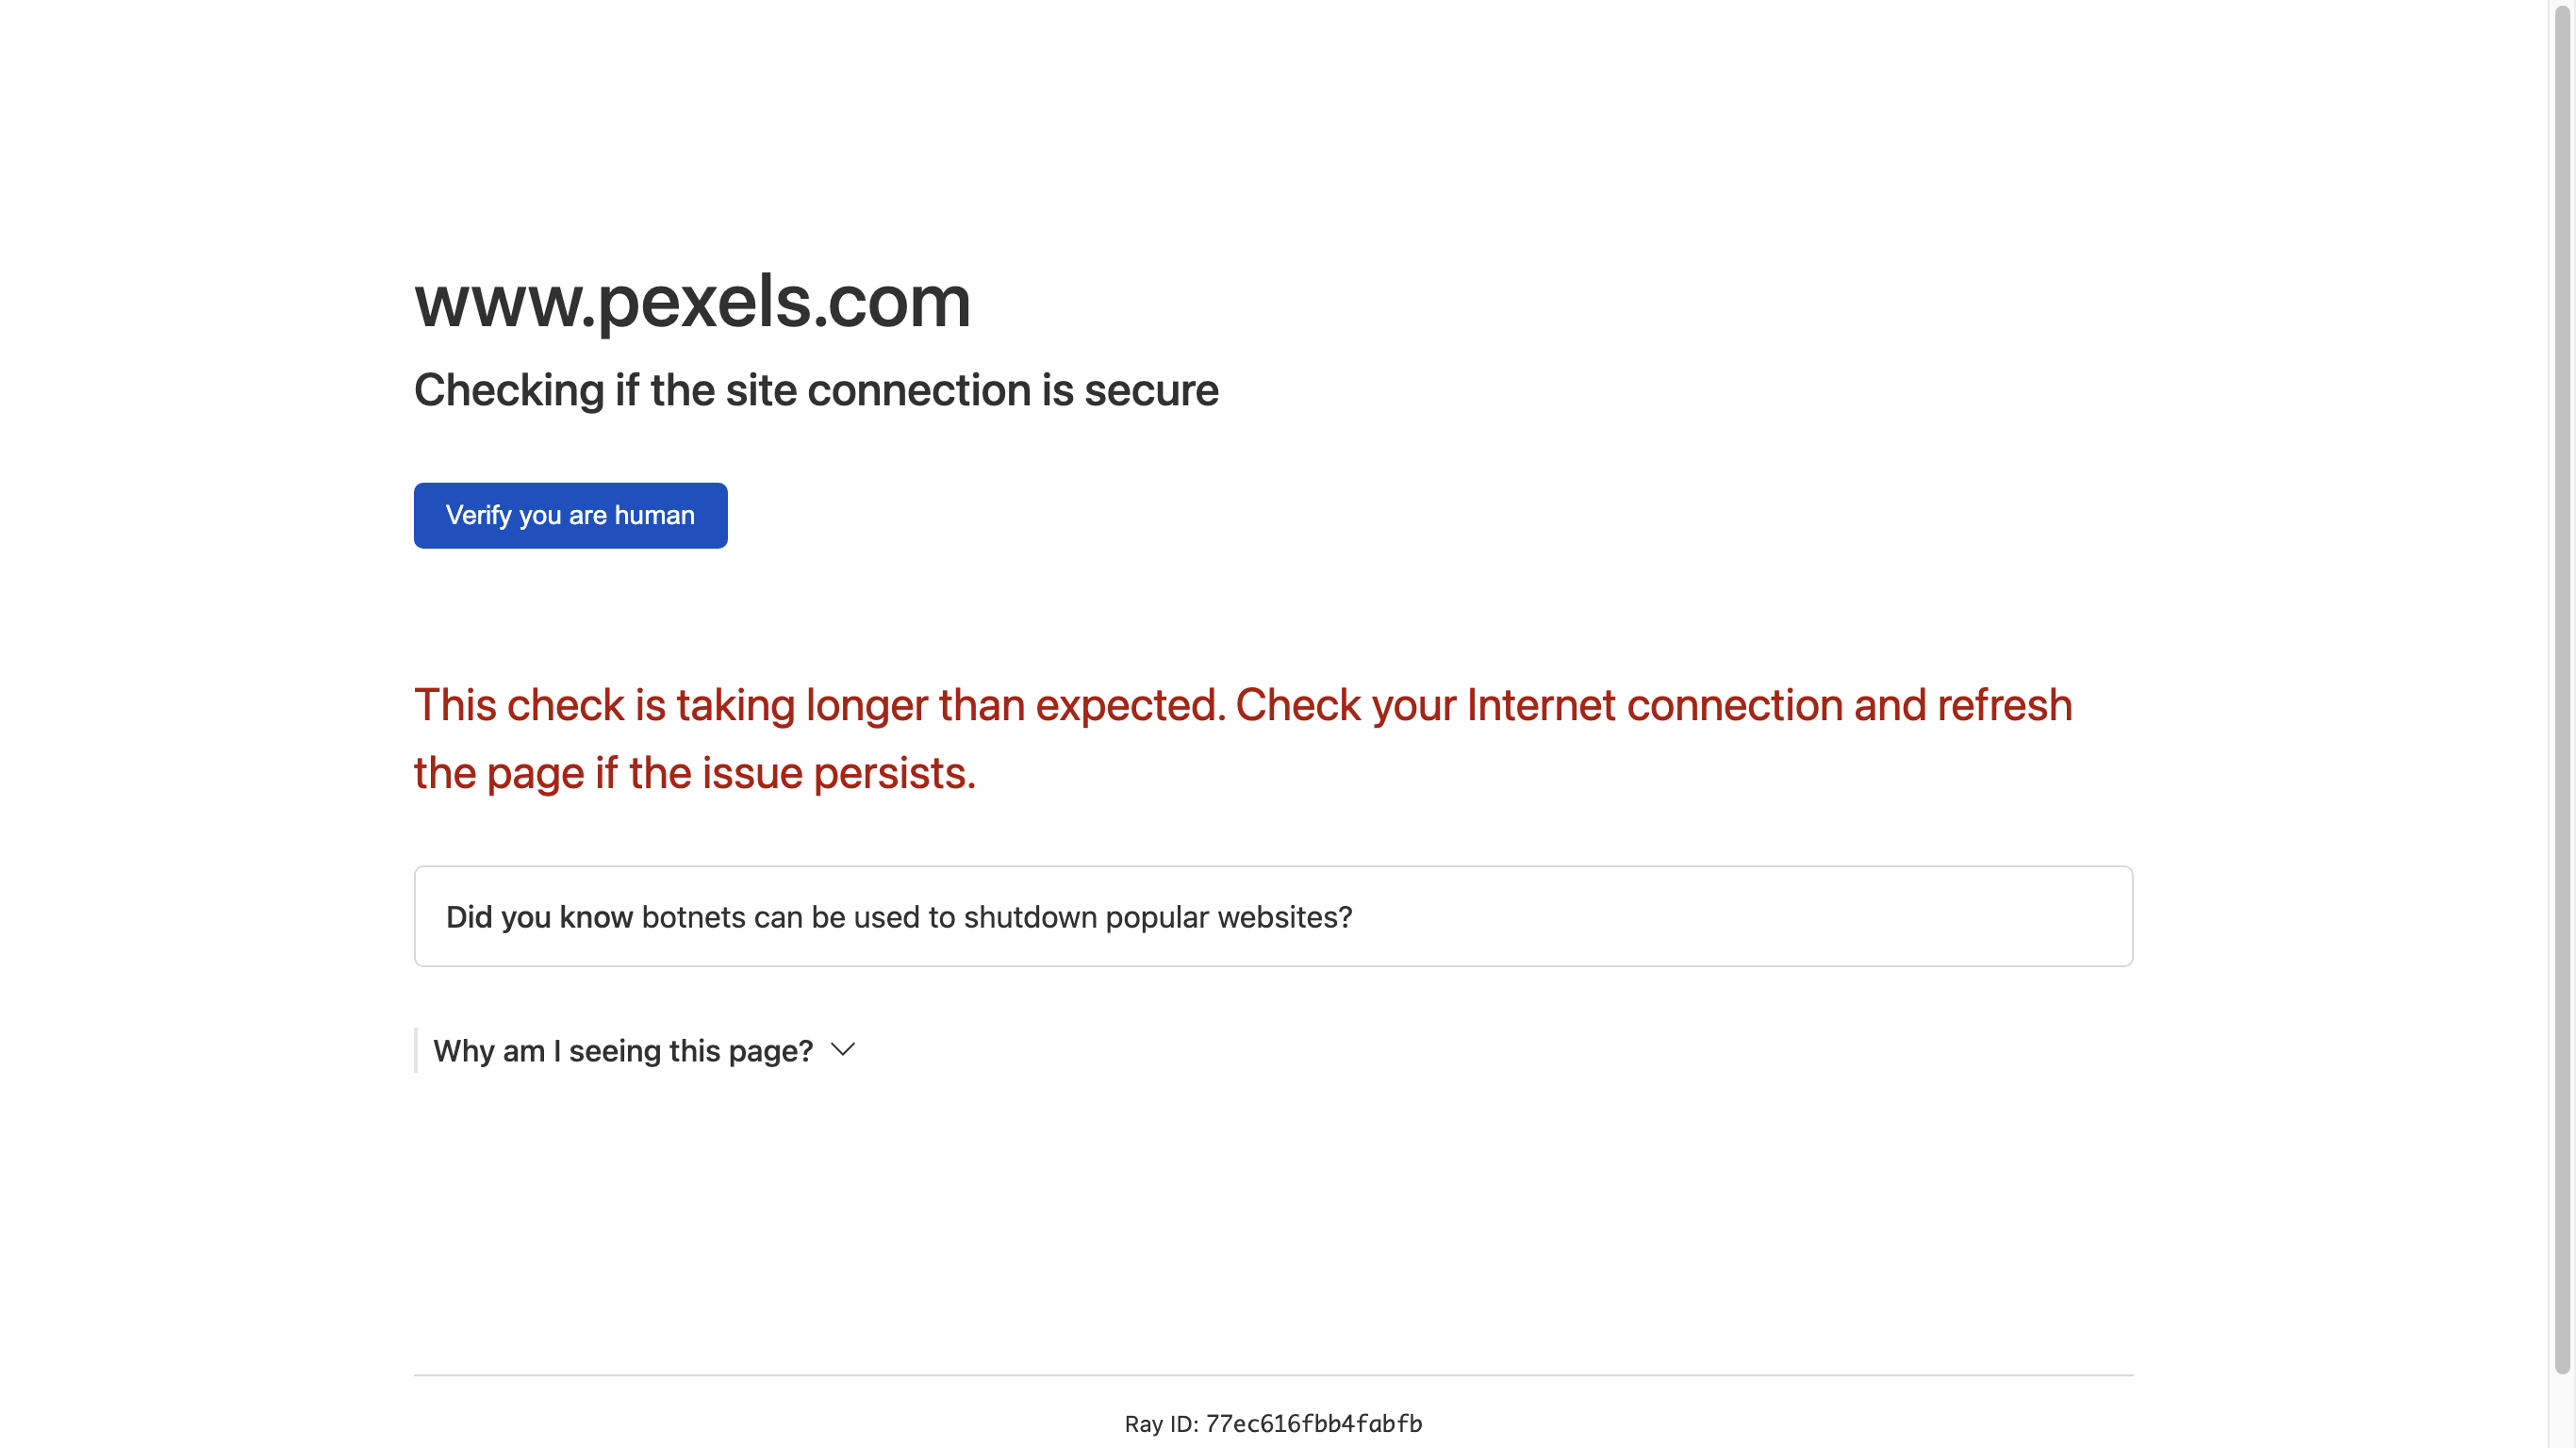 www.pexels.com
Checking if the site connection is secure
Verify you are human
This check is taking longer than expected. Check your Internet connection and refresh
the page if the issue persists.
Did you know botnets can be used to shutdown popular websites?
Why am I seeing this page?
Ray ID: 77ec616fbb4fabfb